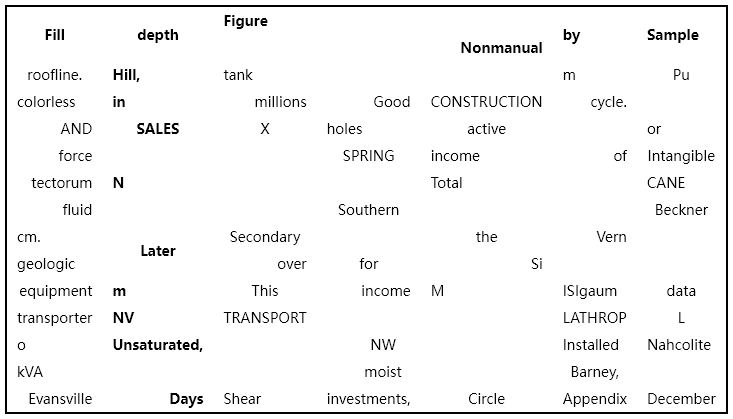 Fill depth Figure Nonmanual by Sample
roofline. Hill, tank m Pu
colorless in millions Good CONSTRUCTION cycle.
AND SALES X holes active or
force SPRING income of Intangible
tectorum N Total CANE
fluid Southern Beckner
cm. Later Secondary the Vern
geologic over for Si
equipment m This income M ISIgaum data
transporter NV TRANSPORT LATHROP L
o Unsaturated, NW Installed Nahcolite
kVA moist Barney,
Evansville Days Shear investments, Circle Appendix December